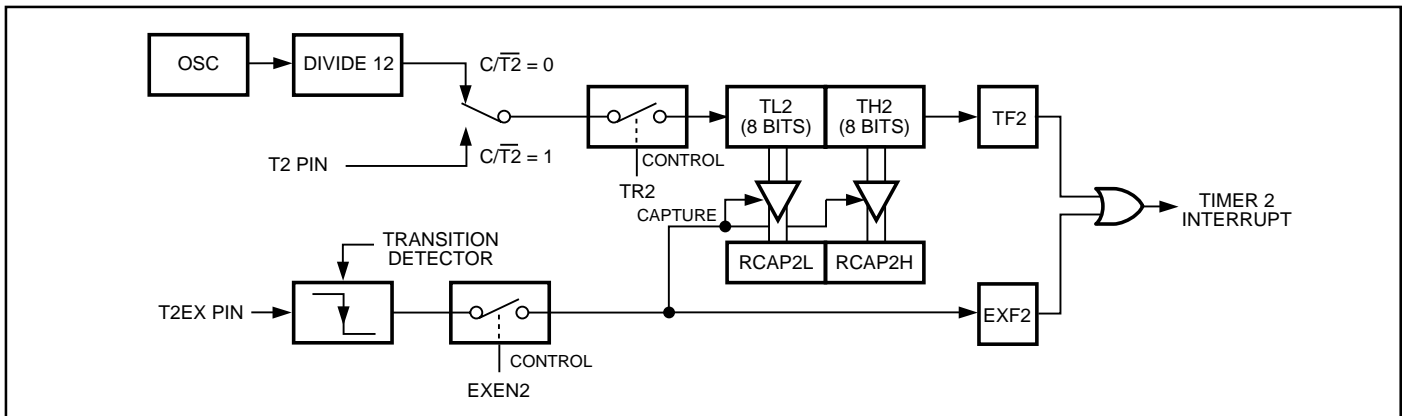 OSC
DIVIDE 12
C/T2 = 0
TL2
(8 BITS)
TH2
(8 BITS)
TF2
T2 PIN
C/T2 = 1
CONTROL
TR2
CAPTURE
TIMER 2
INTERRUPT
TRANSITION
DETECTOR
RCAP2L
RCAP2H
T2EX PIN
EXF2
CONTROL
EXEN2